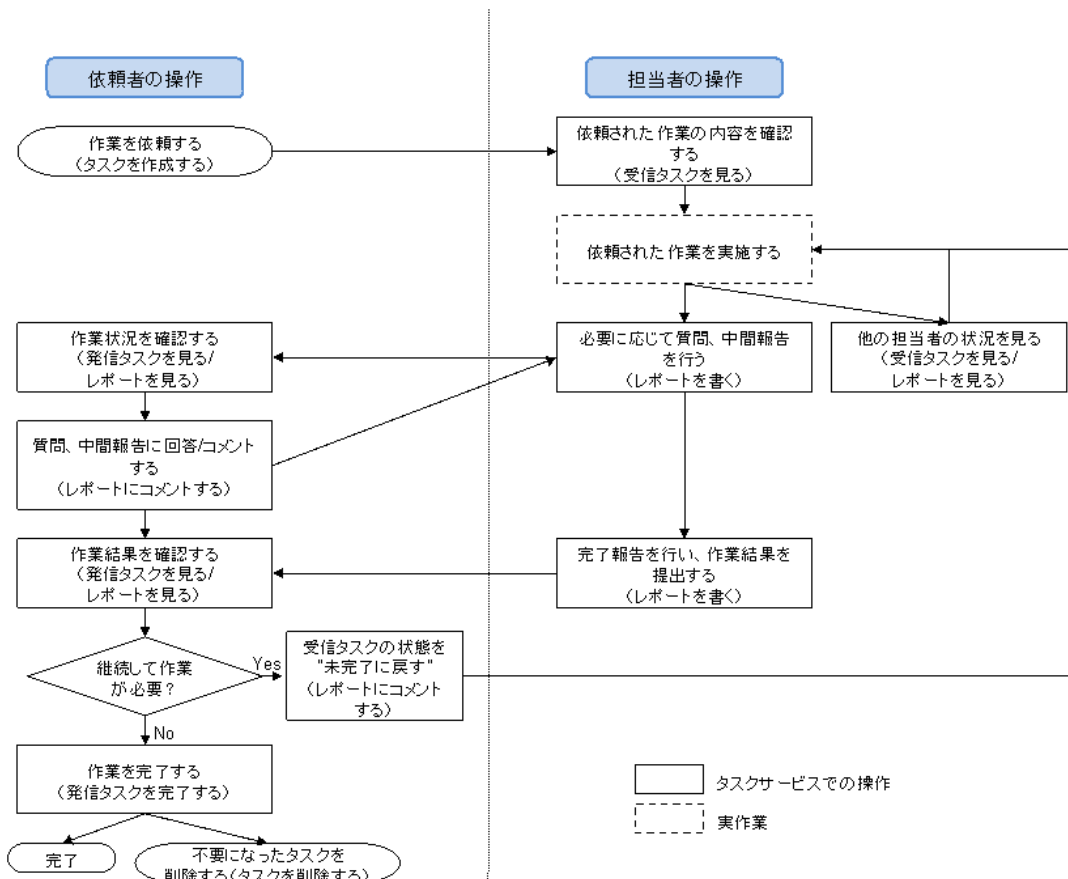 依頼者の操作
担当者の操作
作業を依頼する
(タスクを作成する)
依頼された作業の内容を確認
する
(受信タスクを見る)
依頼された作業を実施する
作業状況を確認する
(発信タスクを見る/
レポートを見る)
必要に応じて質問、中間報告
を行う
(レポートを書く)
他の担当者の状況を見る
(受信タスクを見る/
レポートを見る)
質問、中間報告に回答/コメント
する
(レポートにコメントする)
作業結果を確認する
(発信タスクを見る/
レポートを見る)
完了報告を行い、作業結果を
提出する
(レポートを書く)
継続して作業
が必要?
Yes
受信タスクの状態を
"未完了に戻す"
(レポートにコメント
する)
No
作業を完了する
(発信タスクを完了する)
タスクサービスでの操作
実作業
完了
不要になったタスクを
削除する(タスクを削除する)